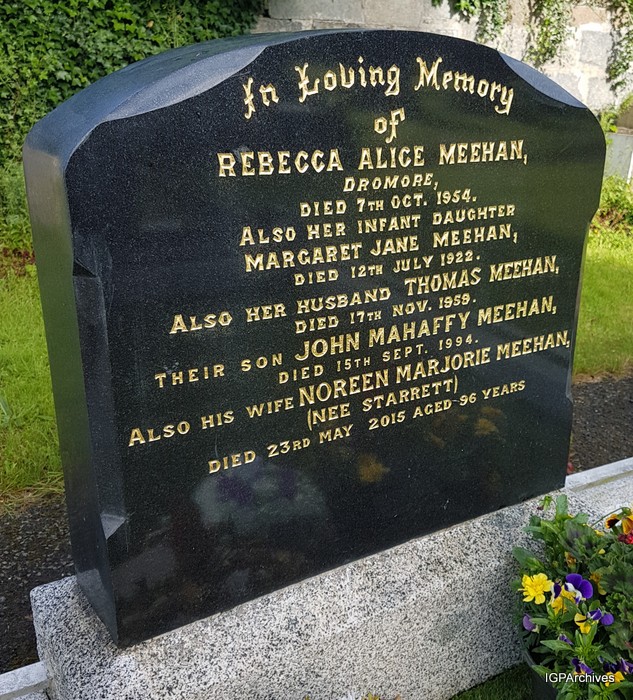 In Loving Memory
of
REBECCA ALICE MEEHAN,
DROMORE,
DIED 7TH OCT. 1954.
ALSO HER INFANT DAUGHTER
MARGARET JANE MEEHAN,
DIED 12TH JULY 1922.
ALSO HER HUSBAND THOMAS MEEHAN,
DIED 17TH NOV. 1959.
THEIR SON JOHN MAHAFFY MEEHAN,
DIED 15TH SEPT. 1994.
ALSO HIS WIFE NOREEN MARJORIE MEEHAN,
(NEE STARRETT)
DIED 23RD MAY 2015 AGED 96 YEARS
IGPArchives